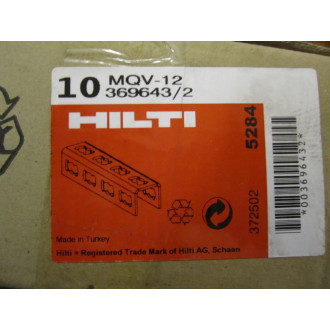 10 MQV-12
369643/2
HILTI
5284
372502
*0003696432*
Made in Turkey
Hilti = Registered Trade Mark of Hilti AG, Schaan